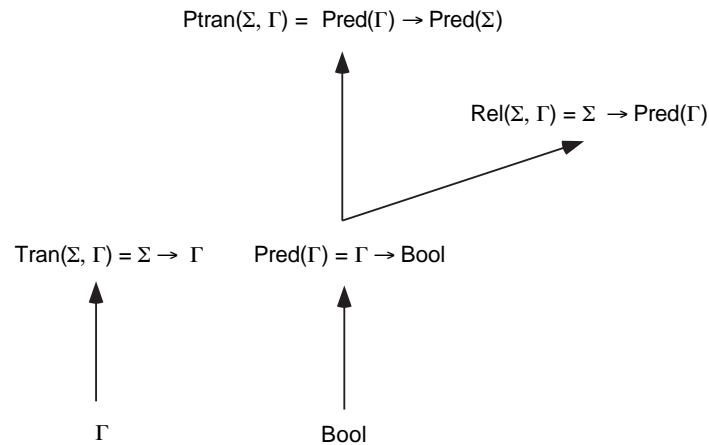 Ptran(Σ, Γ) = Pred(Γ) → Pred(Σ)
Rel(Σ, Γ) = Σ → Pred(Γ)
Tran(Σ, Γ) = Σ → Γ
Pred(Γ) = Γ → Bool
Γ
Bool